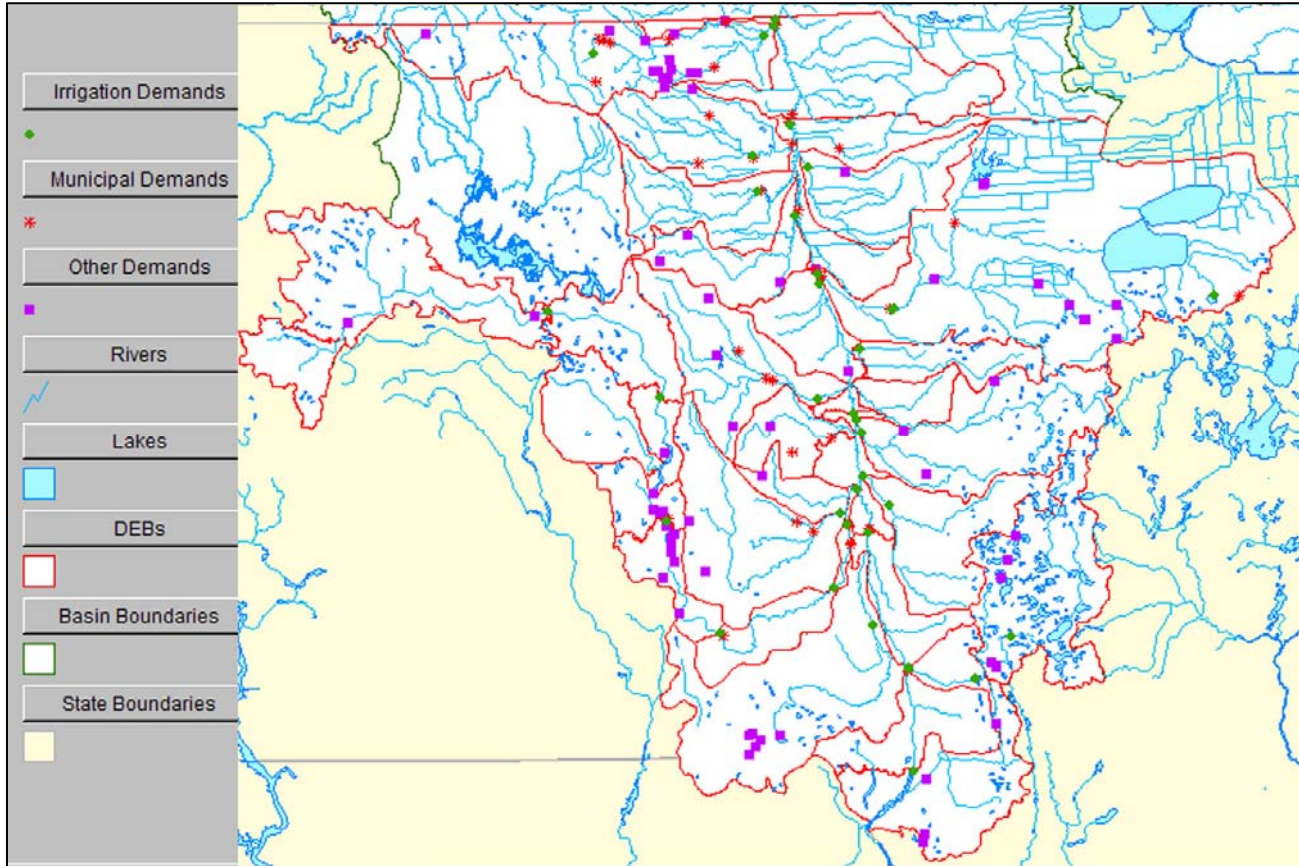 Irrigation Demands
Municipal Demands
Other Demands
Rivers
Lakes
DEBs
Basin Boundaries
State Boundaries